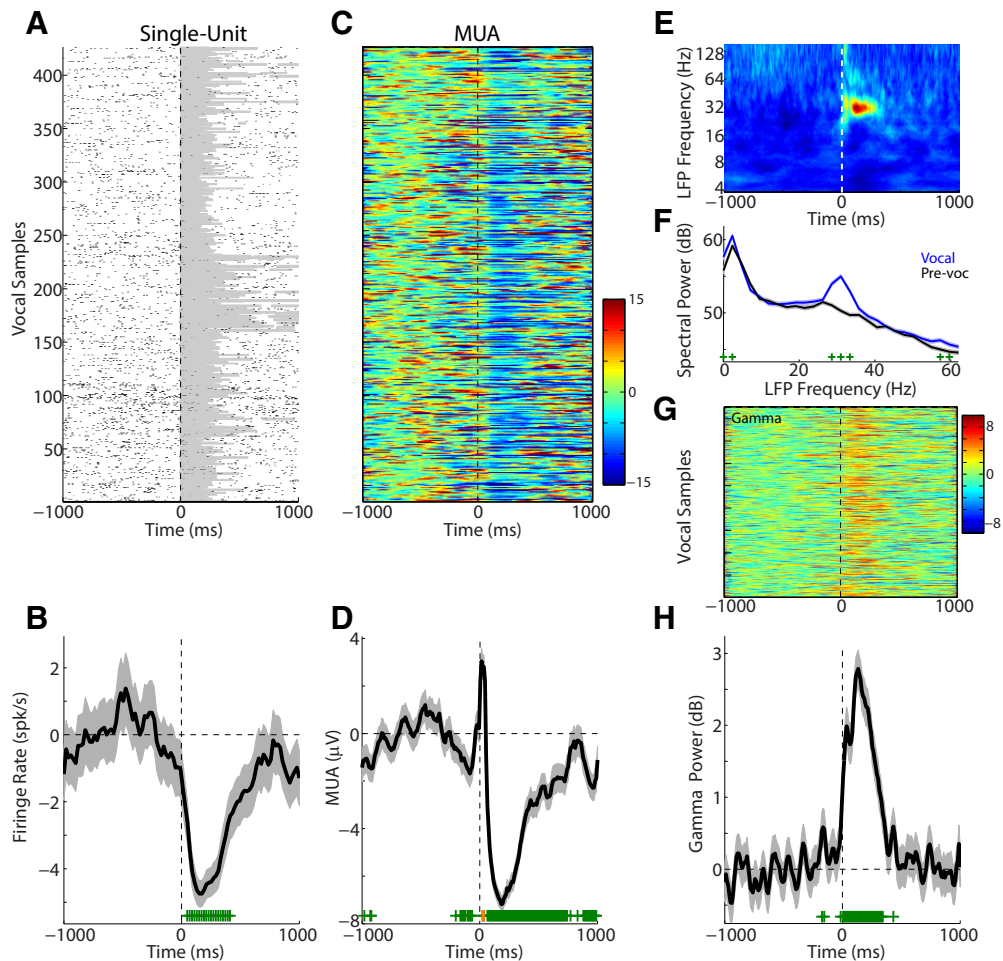 A
Single-Unit
400
350
300
250
200
150
100
50
Vocal Samples
−1000
0
1000
Time (ms)
C
MUA
15
0
−15
−1000
0
1000
Time (ms)
E
128
64
32
16
8
4
LFP Frequency (Hz)
−1000
0
1000
Time (ms)
F
60
50
Spectral Power (dB)
Vocal
Pre-voc
20
40
60
0
LFP Frequency (Hz)
G
Gamma
Vocal Samples
8
0
−8
−1000
0
1000
B
2
0
−2
−4
Firinge Rate (spk/s)
−1000
0
1000
Time (ms)
D
4
0
−4
−8
MUA (μV)
−1000
0
1000
Time (ms)
H
3
2
1
0
Gamma Power (dB)
−1000
0
1000
Time (ms)